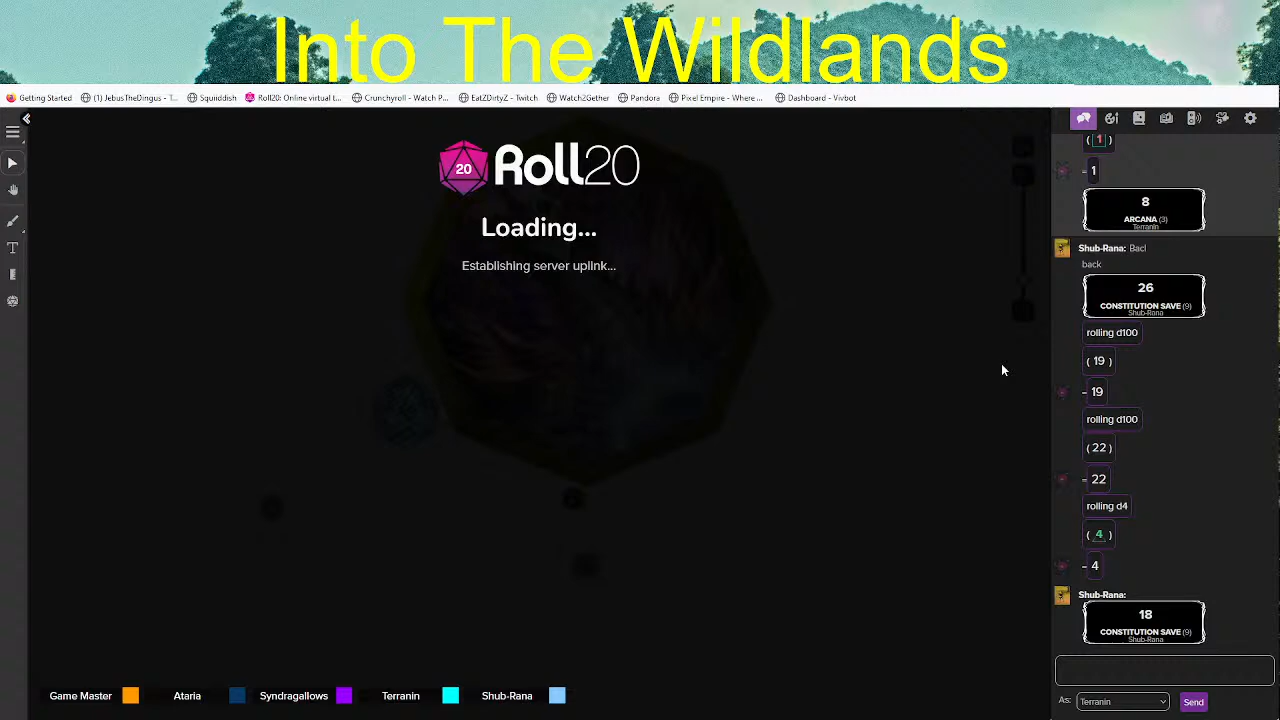 Into The Wildlands
Getting Started
(1) JebusTheDingus - T...
Squiddish
Roll20: Online virtual t...
Crunchyroll - Watch P...
EatZDirtyZ - Twitch
Watch2Gether
Pandora
Pixel Empire - Where ...
Dashboard - Vivbot
20 Roll20
Loading...
Establishing server uplink...
( 1 )
= 1
8
ARCANA (3)
Terranin
Shub-Rana: Bacl
back
26
CONSTITUTION SAVE (9)
Shub-Rana
rolling d100
( 19 )
= 19
rolling d100
( 22 )
= 22
rolling d4
( 4 )
= 4
Shub-Rana:
18
CONSTITUTION SAVE (9)
Shub-Rana
Game Master
Ataria
Syndragallows
Terranin
Shub-Rana
As: Terranin Send